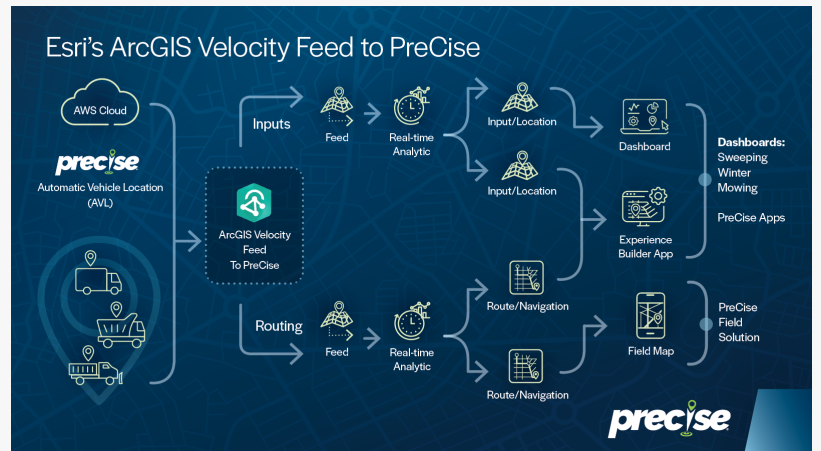 Esri's ArcGIS Velocity Feed to PreCise
AWS Cloud
precise
Automatic Vehicle Location
(AVL)
ArcGIS Velocity
Feed
To PreCise
Inputs
Feed
Real-time
Analytic
Input/Location
Input/Location
Dashboard
Experience
Builder App
Dashboards:
Sweeping
Winter
Mowing
PreCise Apps
Routing
Feed
Real-time
Analytic
Route/Navigation
Route/Navigation
Field Map
PreCise
Field
Solution
precise